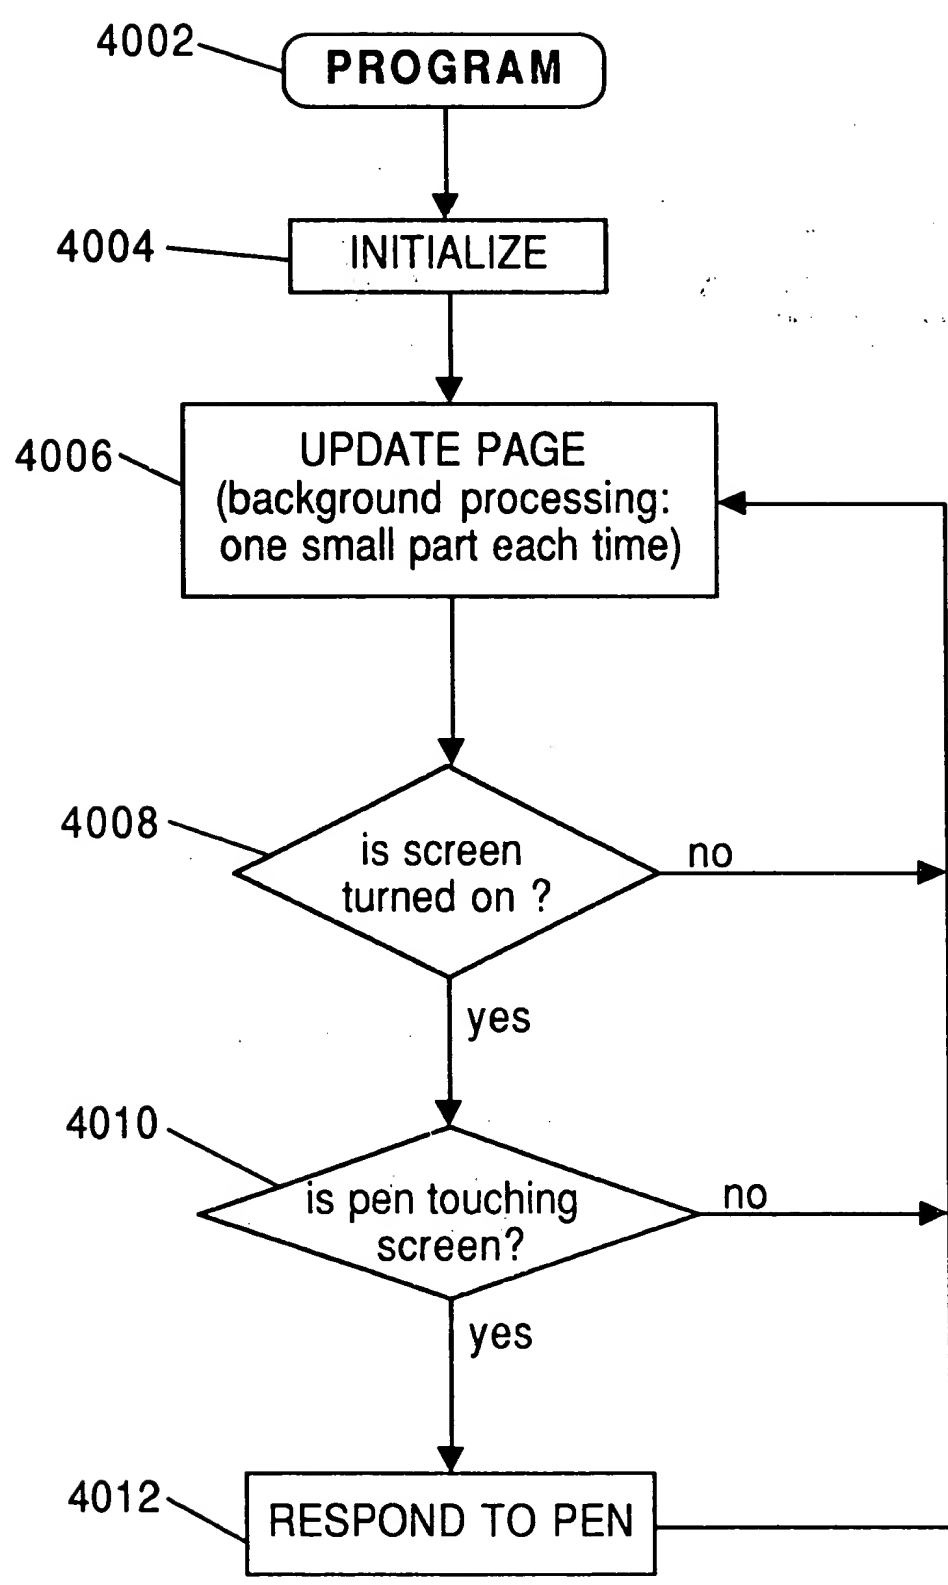 4002
PROGRAM
4004
INITIALIZE
4006
UPDATE PAGE
(background processing:
one small part each time)
4008
is screen
turned on ?
no
yes
4010
is pen touching
screen?
no
yes
4012
RESPOND TO PEN